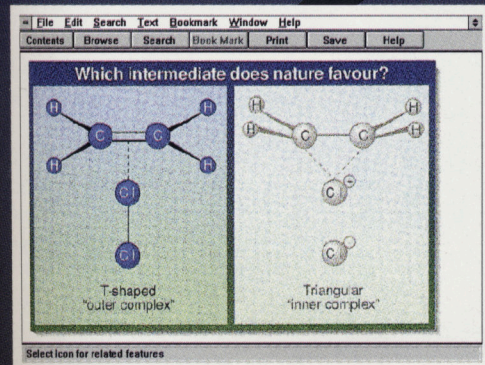 File Edit Search Text Bookmark Window Help
Contents Browse Search Book Mark Print Save Help
Which intermediate does nature favour?
H H H H
C C C C
H H H H
Cl Cl
Cl Cl
T-shaped Triangular
"outer complex" "inner complex"
Select Icon for related features